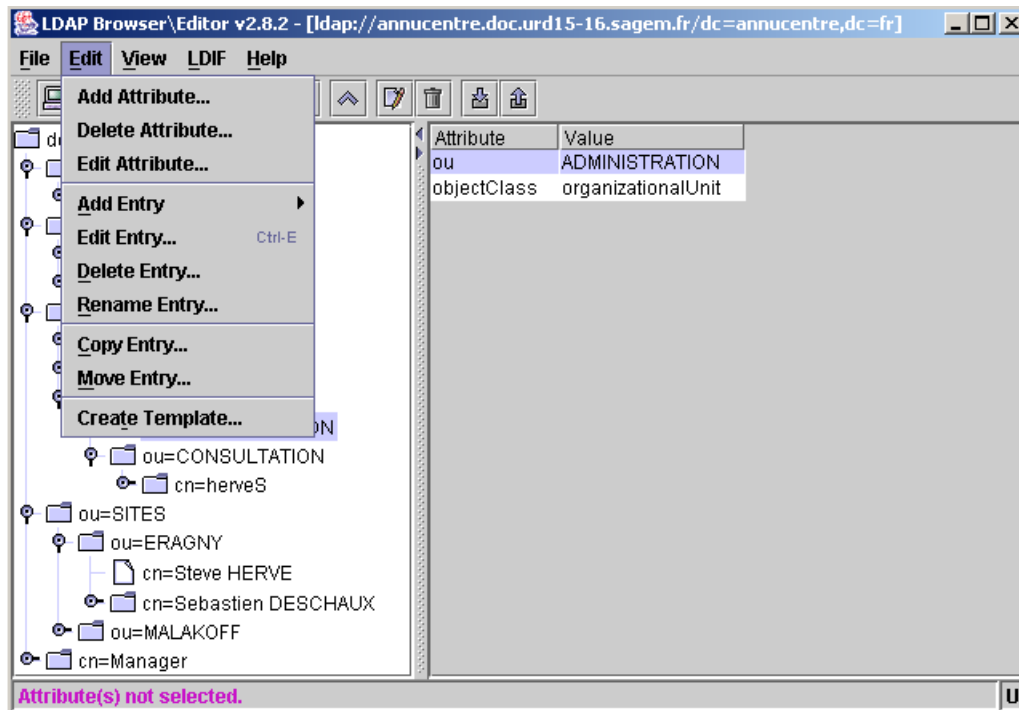 LDAP Browser\Editor v2.8.2 - [ldap://annucentre.doc.urd15-16.sagem.fr/dc=annucentre,dc=fr]
File Edit View LDIF Help
Add Attribute...
Delete Attribute...
Edit Attribute...
Add Entry
Edit Entry... Ctrl-E
Delete Entry...
Rename Entry...
Copy Entry...
Move Entry...
Create Template...
ou=CONSULTATION
cn=herveS
ou=SITES
ou=ERAGNY
cn=Steve HERVE
cn=Sebastien DESCHAUX
ou=MALAKOFF
cn=Manager
Attribute Value
ou ADMINISTRATION
objectClass organizationalUnit
Attribute(s) not selected.